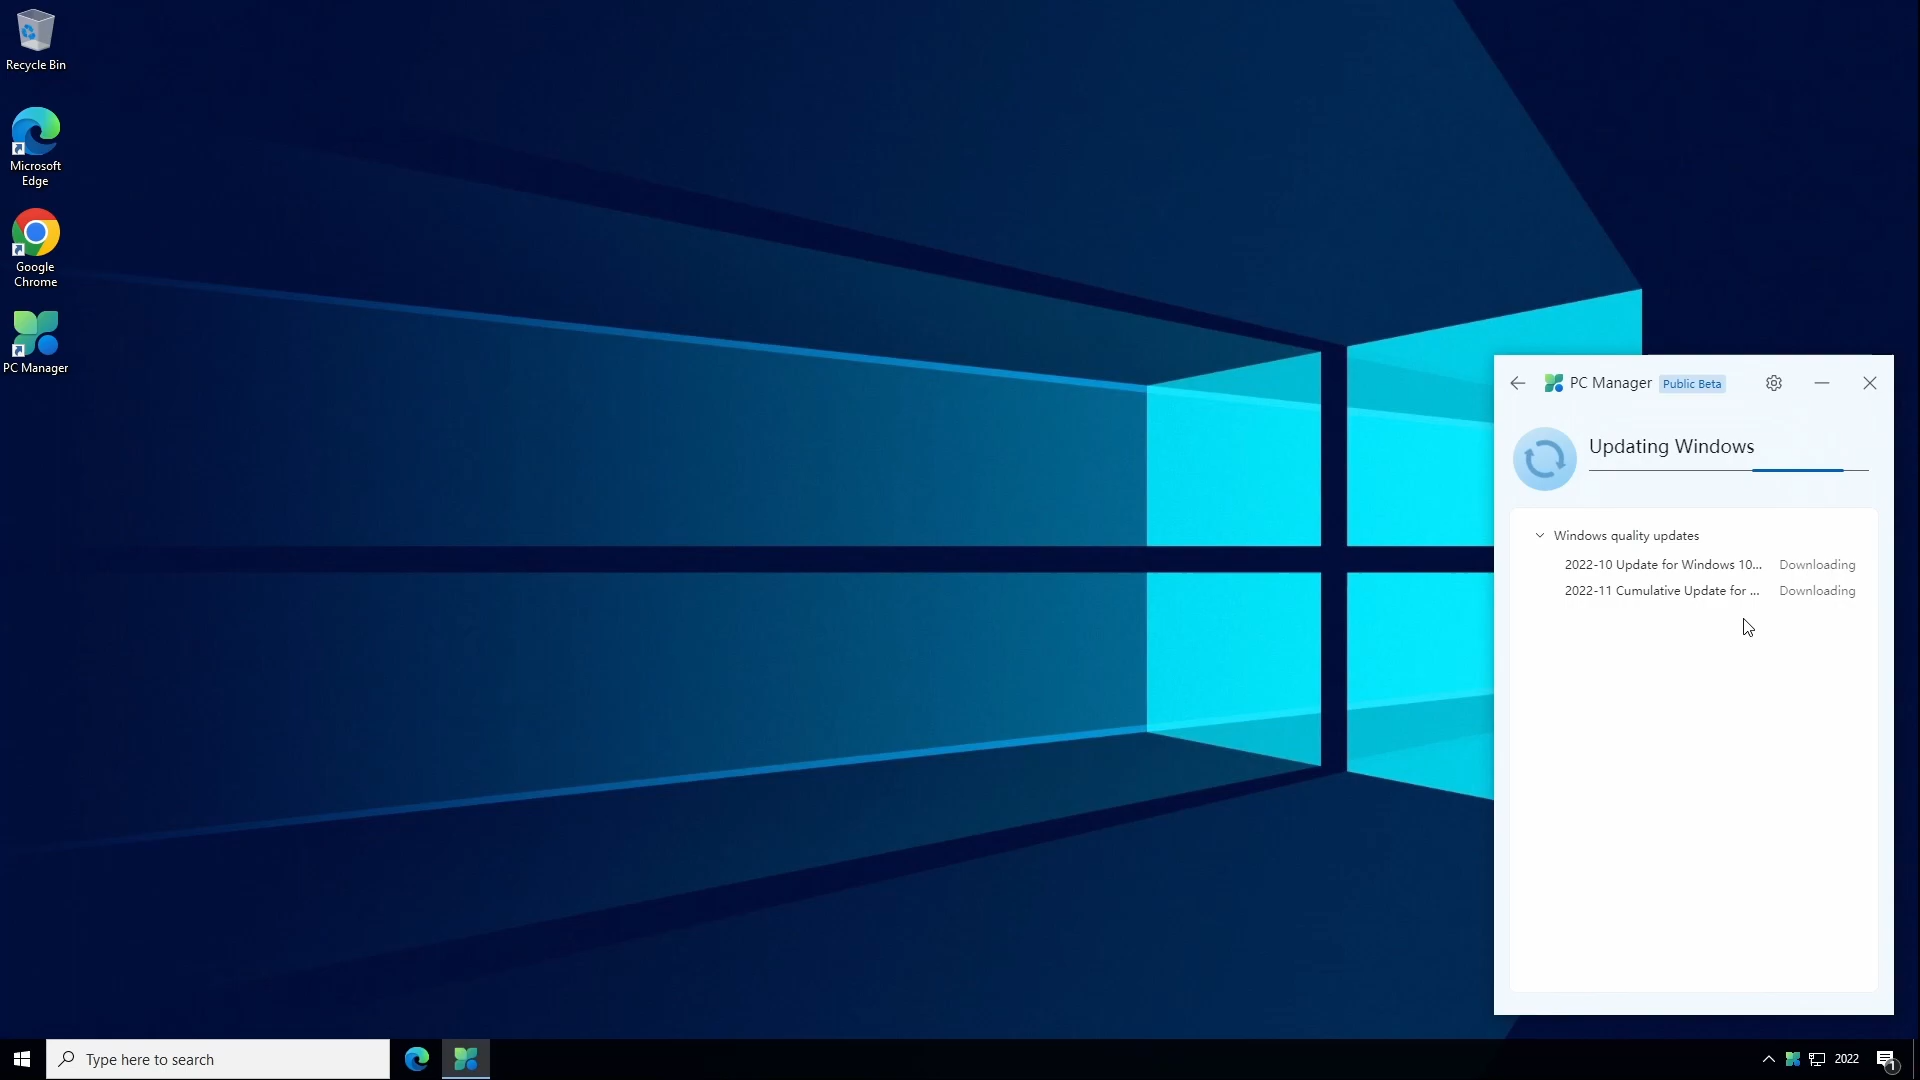 Recycle Bin
Microsoft
Edge
Google
Chrome
PC Manager
PC Manager Public Beta
Updating Windows
Windows quality updates
2022-10 Update for Windows 10... Downloading
2022-11 Cumulative Update for ... Downloading
Type here to search
2022
1